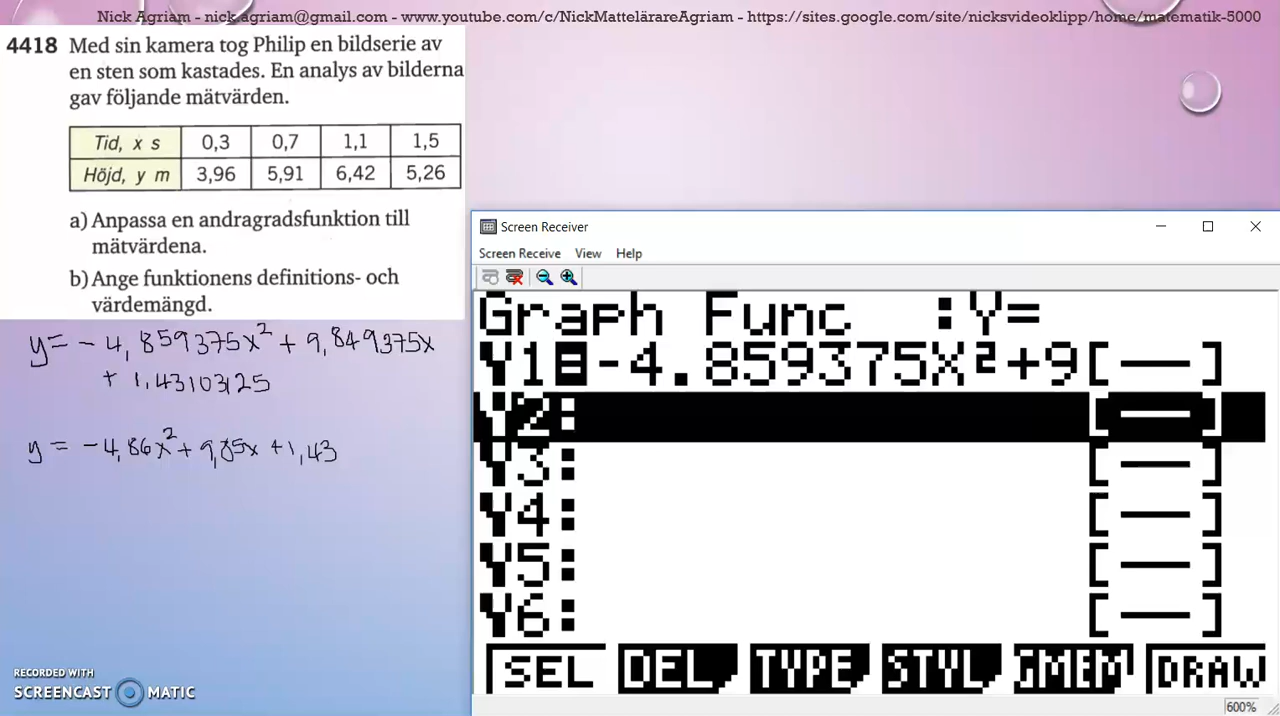 Nick Agriam - nick.agriam@gmail.com - www.youtube.com/c/NickMattelärareAgriam - https://sites.google.com/site/nicksvideoklipp/home/matematik-5000
4418 Med sin kamera tog Philip en bildserie av
en sten som kastades. En analys av bilderna
gav följande mätvärden.
Tid, x s 0,3 0,7 1,1 1,5
Höjd, y m 3,96 5,91 6,42 5,26
a) Anpassa en andragradsfunktion till
mätvärdena.
b) Ange funktionens definitions- och
värdemängd.
y = -4,859375x² + 9,849375x
+ 1,43103125
y = -4,86x² + 9,85x + 1,43
RECORDED WITH
SCREENCAST MATIC
Screen Receiver
Screen Receive View Help
Graph Func :Y=
Y1=-4.859375X²+9[—]
Y2: [—]
Y3: [—]
Y4: [—]
Y5: [—]
Y6: [—]
SEL DEL TYPE STYL GMEM DRAW
600%